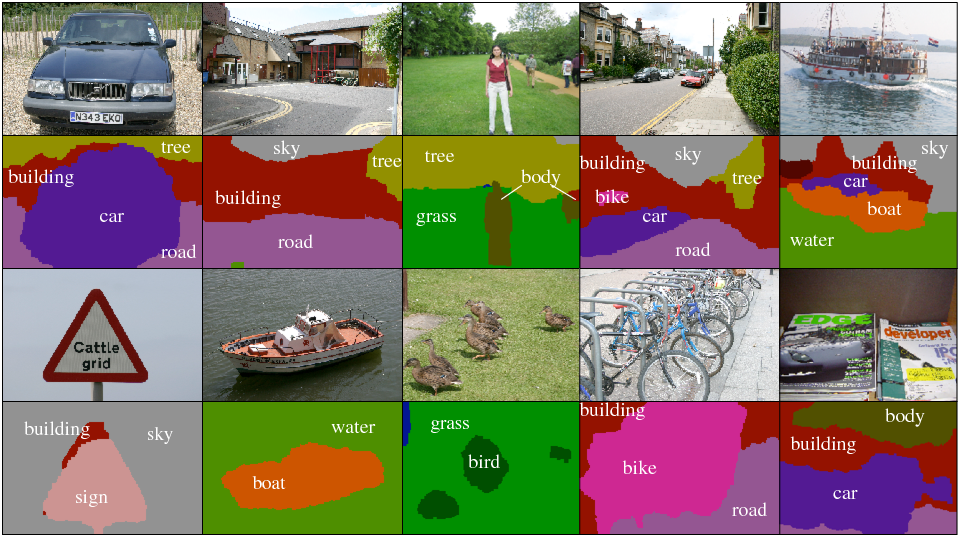 N343 EKO
sky
tree
building
car
road
sky
tree
building
road
tree
body
grass
building
sky
bike
tree
car
road
sky
building
car
boat
water
Cattle
grid
EDGE
developer
building
sky
sign
water
boat
grass
bird
building
bike
road
body
building
car